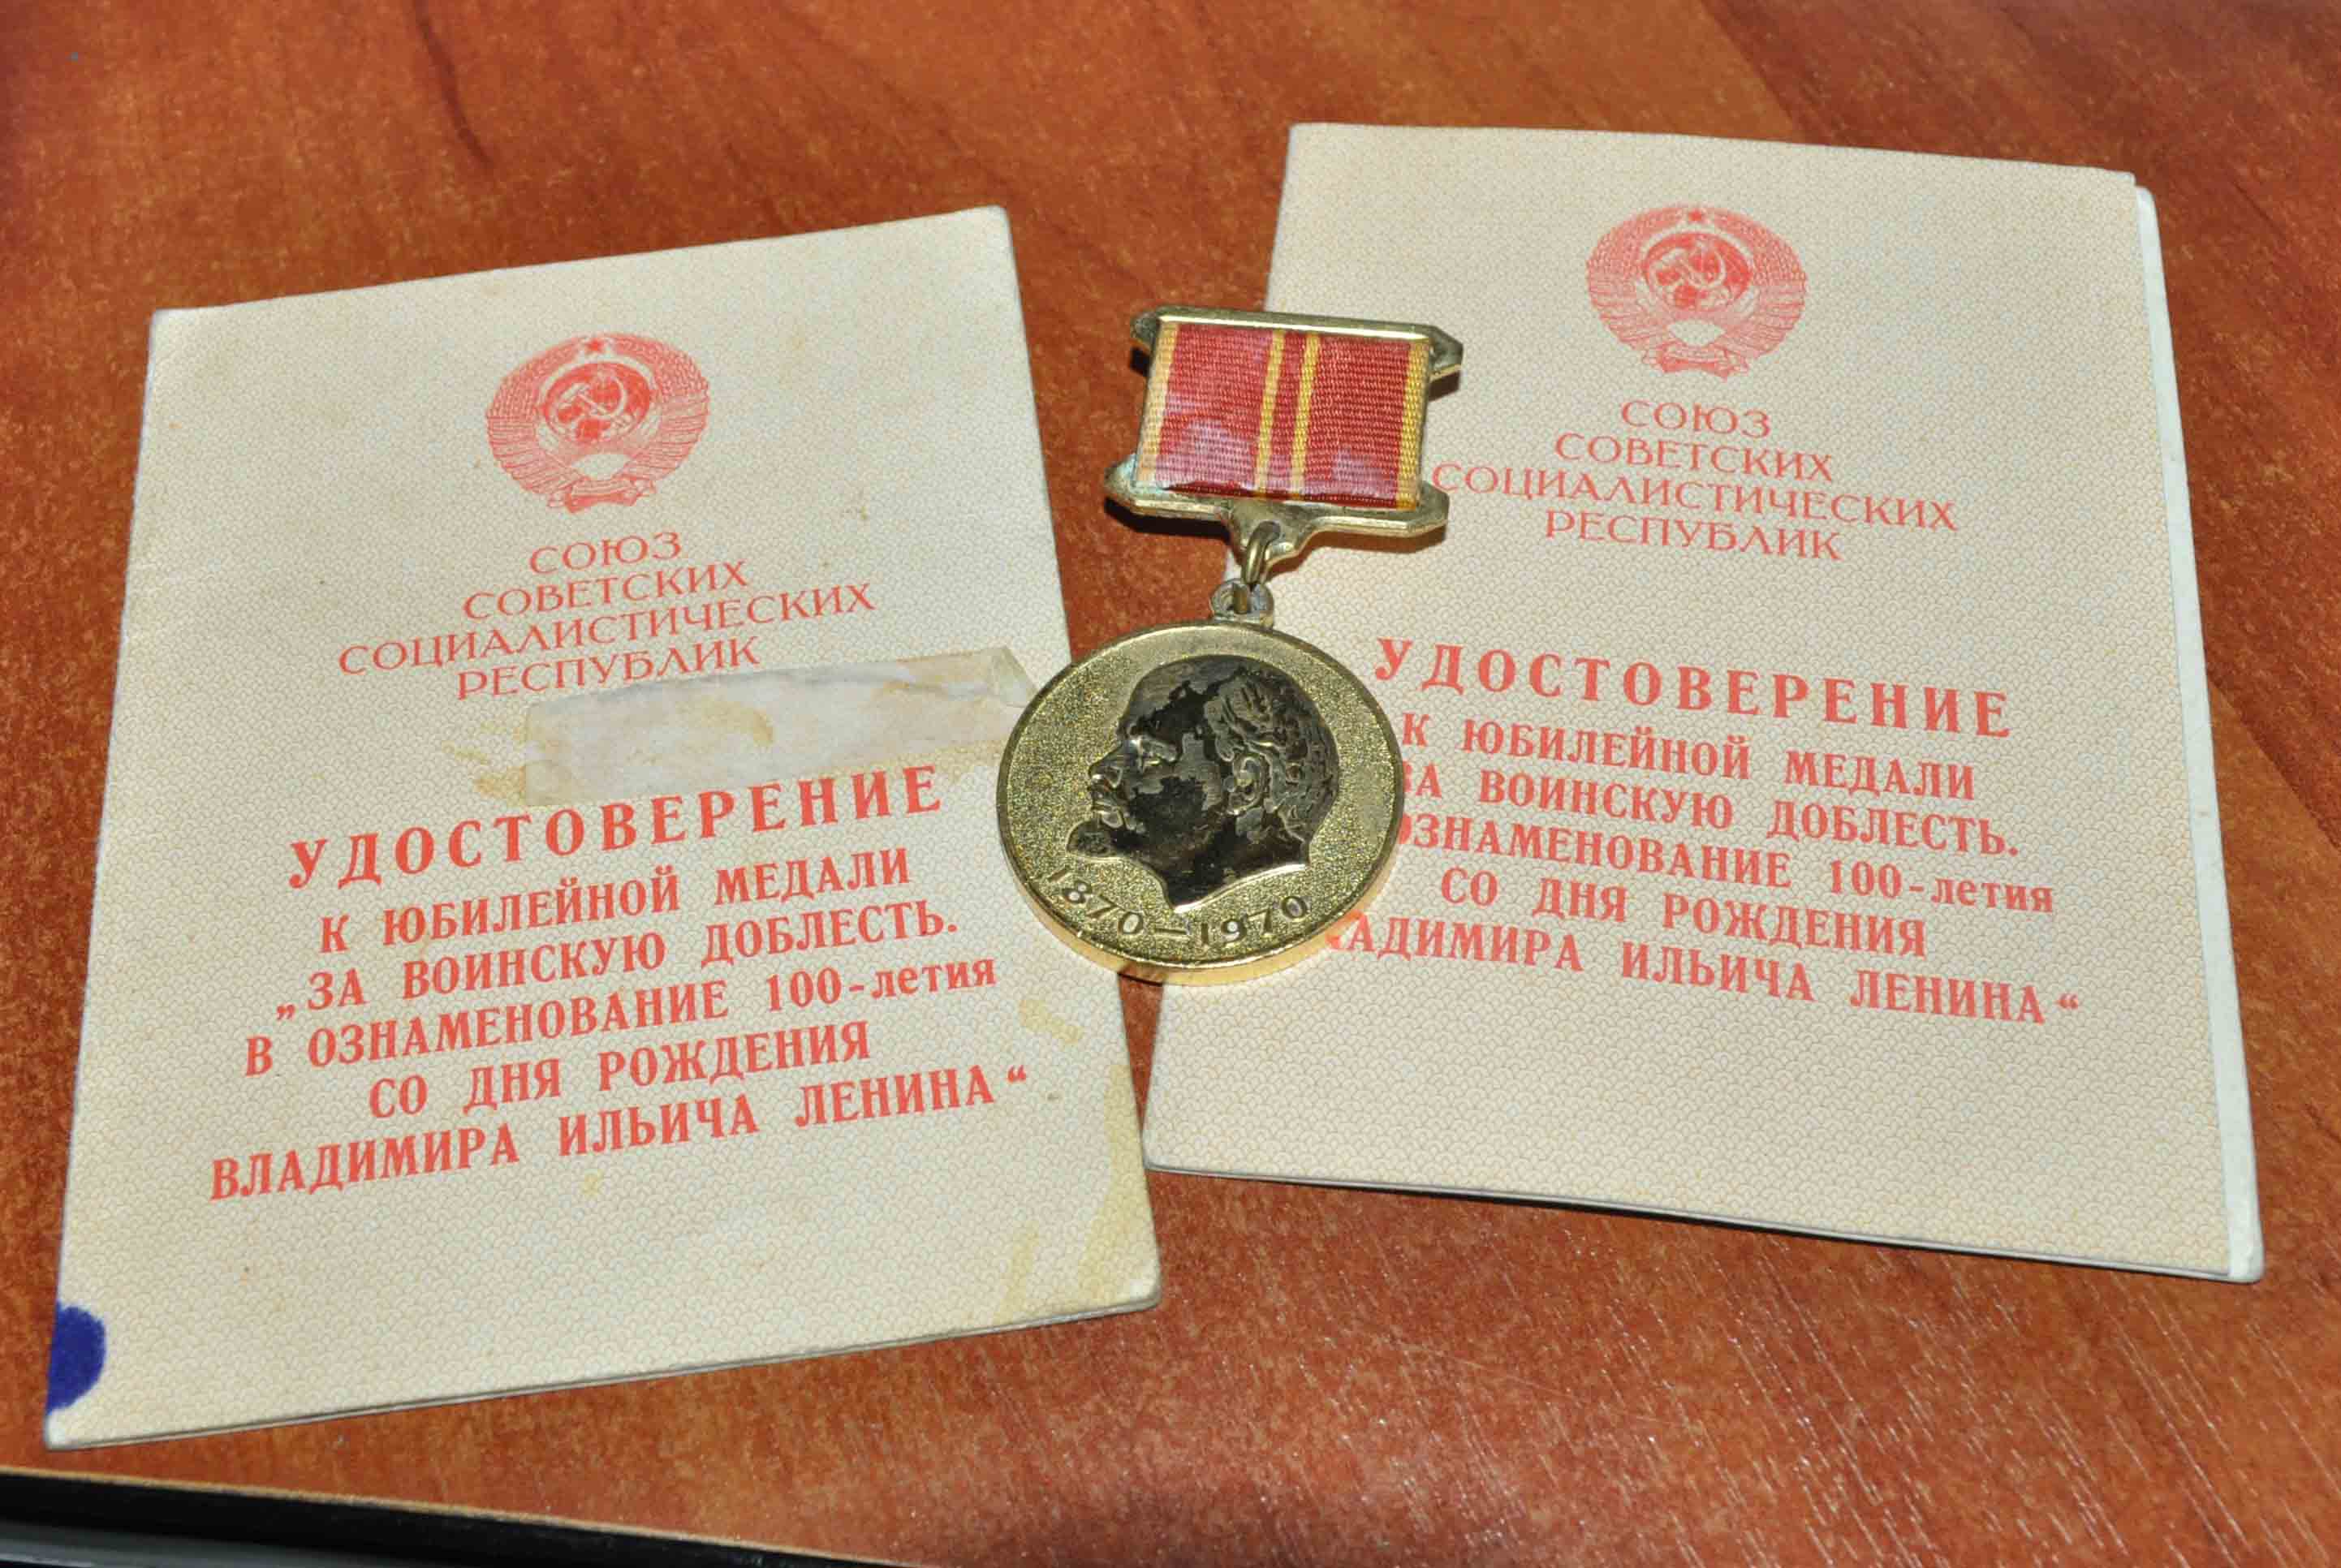 СОЮЗ
СОВЕТСКИХ
СОЦИАЛИСТИЧЕСКИХ
РЕСПУБЛИК
УДОСТОВЕРЕНИЕ
К ЮБИЛЕЙНОЙ МЕДАЛИ
„ЗА ВОИНСКУЮ ДОБЛЕСТЬ.
В ОЗНАМЕНОВАНИЕ 100-летия
СО ДНЯ РОЖДЕНИЯ
ВЛАДИМИРА ИЛЬИЧА ЛЕНИНА“
1870–1970
СОЮЗ
СОВЕТСКИХ
СОЦИАЛИСТИЧЕСКИХ
РЕСПУБЛИК
УДОСТОВЕРЕНИЕ
К ЮБИЛЕЙНОЙ МЕДАЛИ
ЗА ВОИНСКУЮ ДОБЛЕСТЬ.
ОЗНАМЕНОВАНИЕ 100-летия
СО ДНЯ РОЖДЕНИЯ
ВЛАДИМИРА ИЛЬИЧА ЛЕНИНА“